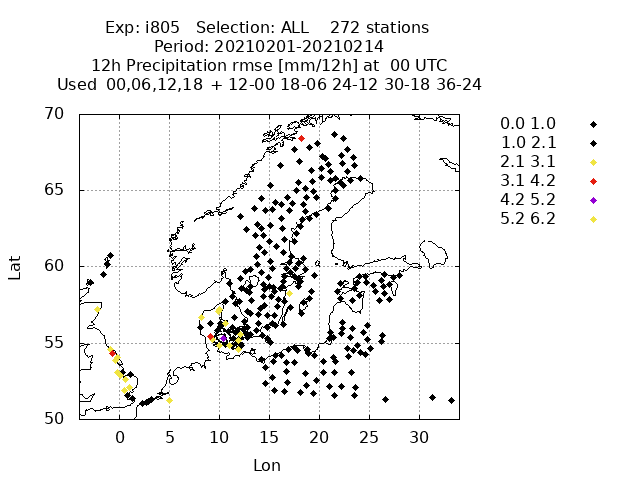 Exp: i805 Selection: ALL 272 stations
Period: 20210201-20210214
12h Precipitation rmse [mm/12h] at 00 UTC
Used 00,06,12,18 + 12-00 18-06 24-12 30-18 36-24
70
65
60
55
50
Lat
0 5 10 15 20 25 30
Lon
0.0 1.0
1.0 2.1
2.1 3.1
3.1 4.2
4.2 5.2
5.2 6.2